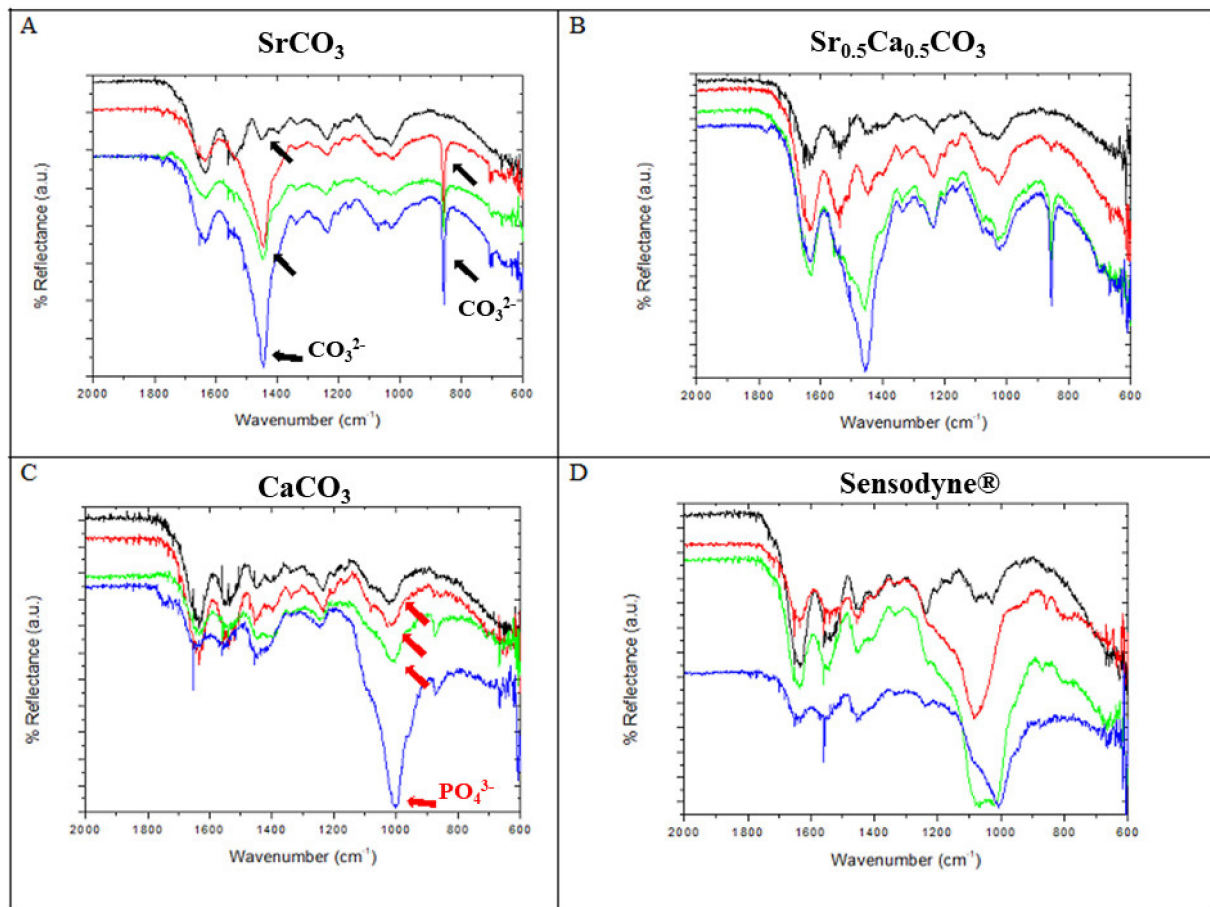 A
SrCO₃
% Reflectance (a.u.)
CO₃²⁻
CO₃²⁻
2000 1800 1600 1400 1200 1000 800 600
Wavenumber (cm⁻¹)
B
Sr₀.₅Ca₀.₅CO₃
% Reflectance (a.u.)
2000 1800 1600 1400 1200 1000 800 600
Wavenumber (cm⁻¹)
C
CaCO₃
% Reflectance (a.u.)
PO₄³⁻
2000 1800 1600 1400 1200 1000 800 600
Wavenumber (cm⁻¹)
D
Sensodyne®
% Reflectance (a.u.)
2000 1800 1600 1400 1200 1000 800 600
Wavenumber (cm⁻¹)